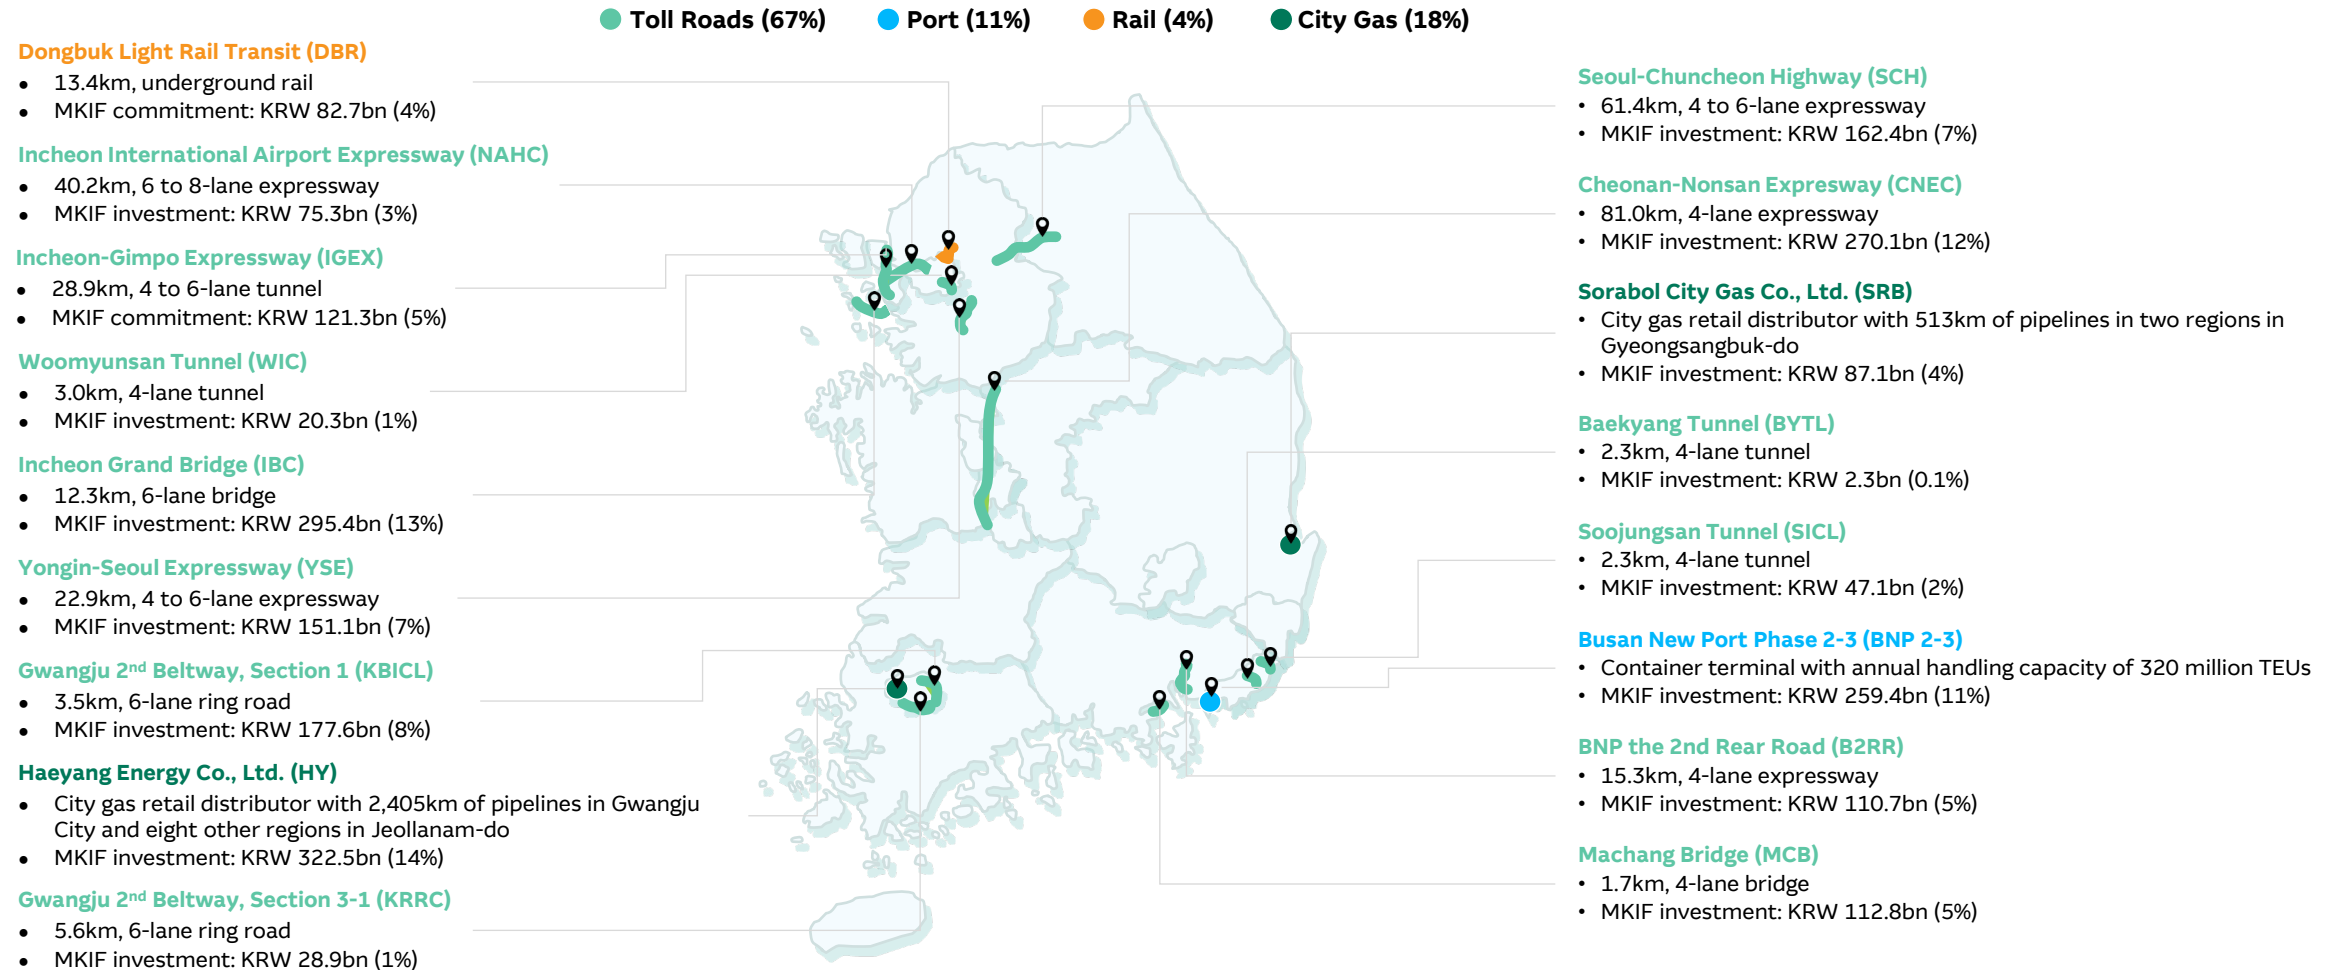 Toll Roads (67%) Port (11%) Rail (4%) City Gas (18%)
Dongbuk Light Rail Transit (DBR)
• 13.4km, underground rail
• MKIF commitment: KRW 82.7bn (4%)
Incheon International Airport Expressway (NAHC)
• 40.2km, 6 to 8-lane expressway
• MKIF investment: KRW 75.3bn (3%)
Incheon-Gimpo Expressway (IGEX)
• 28.9km, 4 to 6-lane tunnel
• MKIF commitment: KRW 121.3bn (5%)
Woomyunsan Tunnel (WIC)
• 3.0km, 4-lane tunnel
• MKIF investment: KRW 20.3bn (1%)
Incheon Grand Bridge (IBC)
• 12.3km, 6-lane bridge
• MKIF investment: KRW 295.4bn (13%)
Yongin-Seoul Expressway (YSE)
• 22.9km, 4 to 6-lane expressway
• MKIF investment: KRW 151.1bn (7%)
Gwangju 2nd Beltway, Section 1 (KBICL)
• 3.5km, 6-lane ring road
• MKIF investment: KRW 177.6bn (8%)
Haeyang Energy Co., Ltd. (HY)
• City gas retail distributor with 2,405km of pipelines in Gwangju
City and eight other regions in Jeollanam-do
• MKIF investment: KRW 322.5bn (14%)
Gwangju 2nd Beltway, Section 3-1 (KRRC)
• 5.6km, 6-lane ring road
• MKIF investment: KRW 28.9bn (1%)
Seoul-Chuncheon Highway (SCH)
• 61.4km, 4 to 6-lane expressway
• MKIF investment: KRW 162.4bn (7%)
Cheonan-Nonsan Expresway (CNEC)
• 81.0km, 4-lane expressway
• MKIF investment: KRW 270.1bn (12%)
Sorabol City Gas Co., Ltd. (SRB)
• City gas retail distributor with 513km of pipelines in two regions in
Gyeongsangbuk-do
• MKIF investment: KRW 87.1bn (4%)
Baekyang Tunnel (BYTL)
• 2.3km, 4-lane tunnel
• MKIF investment: KRW 2.3bn (0.1%)
Soojungsan Tunnel (SICL)
• 2.3km, 4-lane tunnel
• MKIF investment: KRW 47.1bn (2%)
Busan New Port Phase 2-3 (BNP 2-3)
• Container terminal with annual handling capacity of 320 million TEUs
• MKIF investment: KRW 259.4bn (11%)
BNP the 2nd Rear Road (B2RR)
• 15.3km, 4-lane expressway
• MKIF investment: KRW 110.7bn (5%)
Machang Bridge (MCB)
• 1.7km, 4-lane bridge
• MKIF investment: KRW 112.8bn (5%)